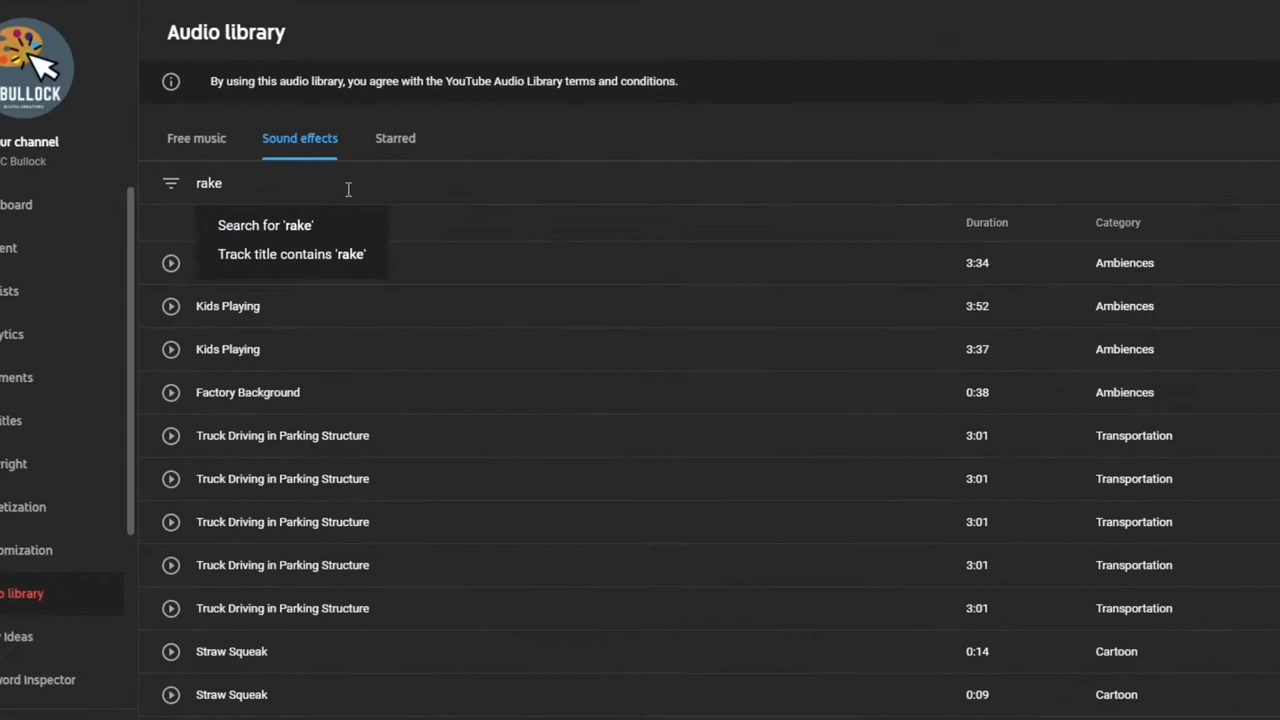 Audio library
By using this audio library, you agree with the YouTube Audio Library terms and conditions.
BULLOCK
ur channel
C Bullock
Free music Sound effects Starred
rake
Search for 'rake'
Track title contains 'rake'
Duration Category
3:34 Ambiences
Kids Playing 3:52 Ambiences
Kids Playing 3:37 Ambiences
Factory Background 0:38 Ambiences
Truck Driving in Parking Structure 3:01 Transportation
Truck Driving in Parking Structure 3:01 Transportation
Truck Driving in Parking Structure 3:01 Transportation
Truck Driving in Parking Structure 3:01 Transportation
Truck Driving in Parking Structure 3:01 Transportation
Straw Squeak 0:14 Cartoon
Straw Squeak 0:09 Cartoon
board
ent
ists
ytics
ments
itles
right
etization
omization
o library
Ideas
ord Inspector